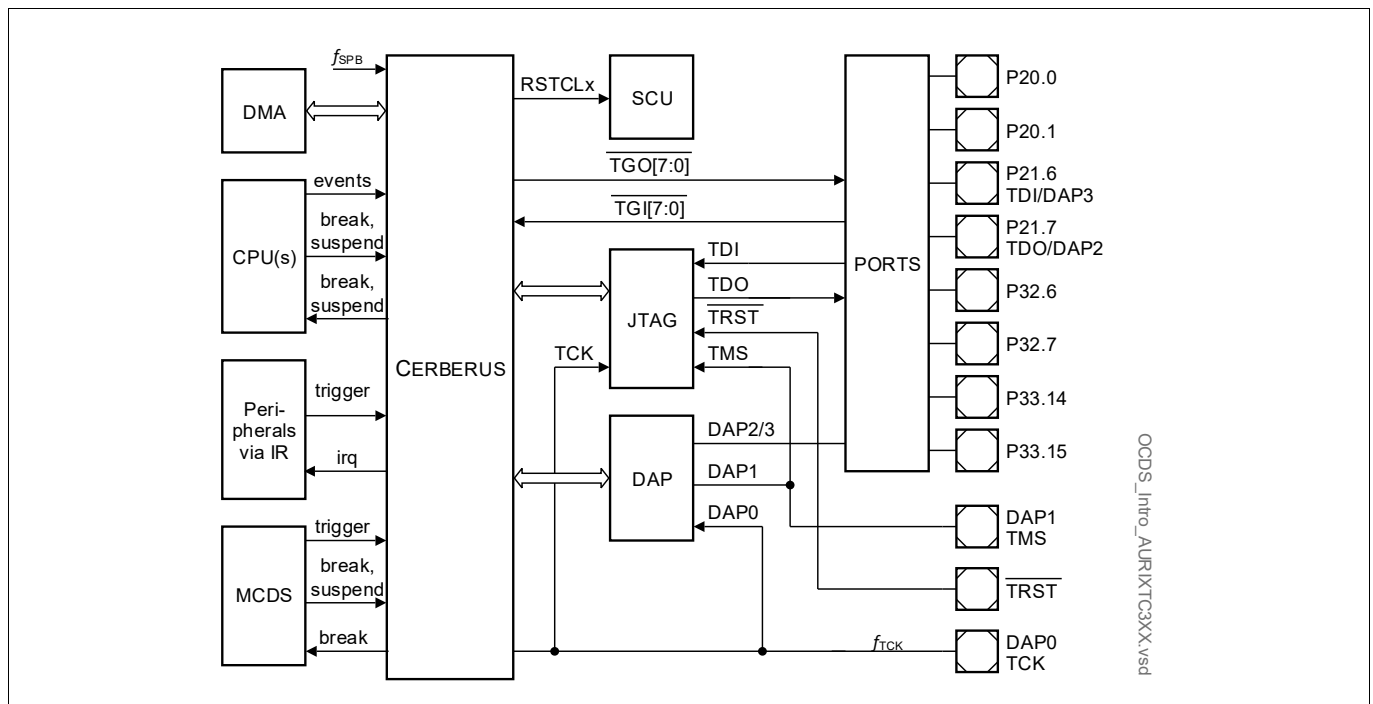 fSPB
DMA
CPU(s)
events
break,
suspend
break,
suspend
Peri-
pherals
via IR
trigger
irq
MCDS
trigger
break,
suspend
break
CERBERUS
RSTCLx
SCU
TGO[7:0]
TGI[7:0]
JTAG
TDI
TDO
TRST
TMS
TCK
DAP
DAP2/3
DAP1
DAP0
fTCK
PORTS
P20.0
P20.1
P21.6
TDI/DAP3
P21.7
TDO/DAP2
P32.6
P32.7
P33.14
P33.15
DAP1
TMS
TRST
DAP0
TCK
OCDS_Intro_AURIXTC3XX.vsd